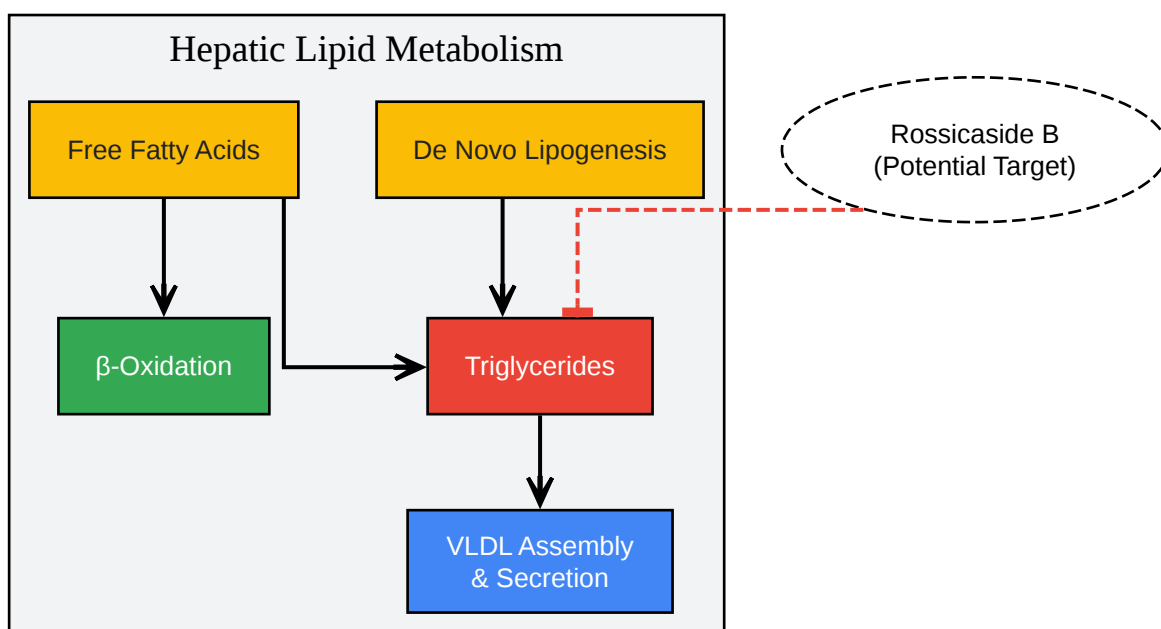 Hepatic Lipid Metabolism
Free Fatty Acids
De Novo Lipogenesis
Rossicaside B
(Potential Target)
β-Oxidation
Triglycerides
VLDL Assembly
& Secretion